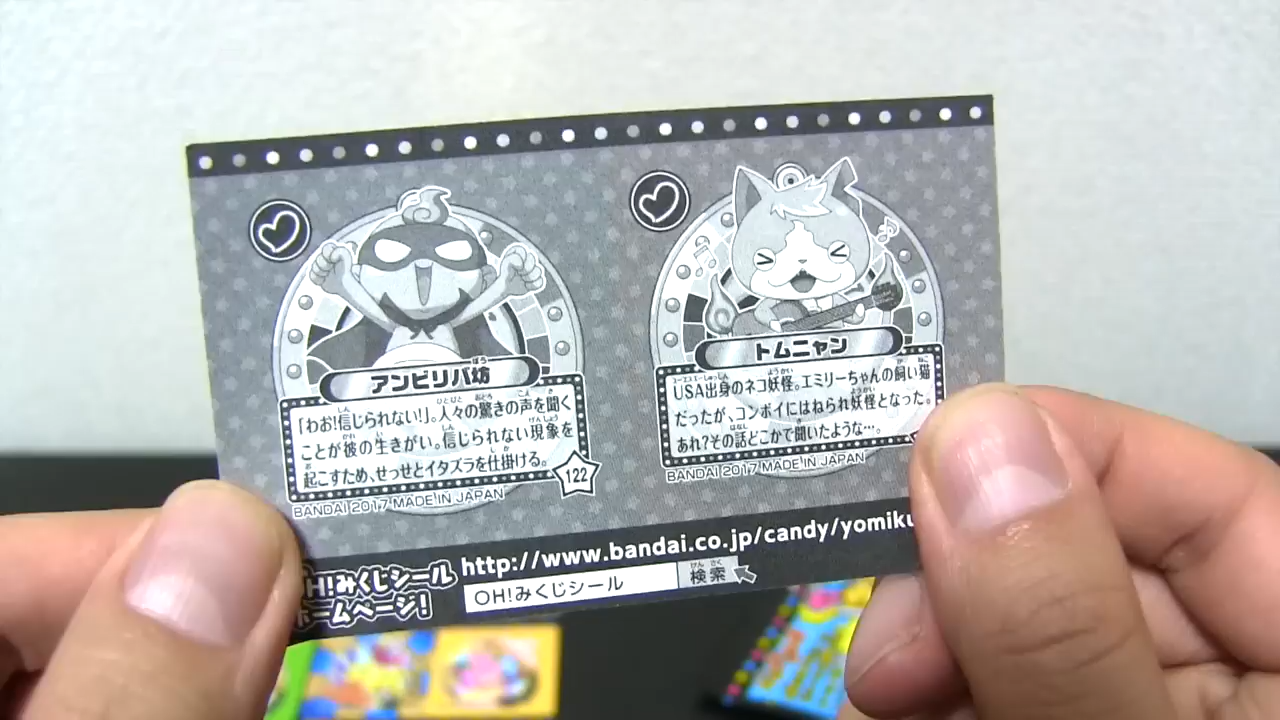 アンビリバ坊
「わお!信じられない!」。人々の驚きの声を聞く
ことが彼の生きがい。信じられない現象を
起こすため、せっせとイタズラを仕掛ける。
122
BANDAI 2017 MADE IN JAPAN
トムニャン
USA出身のネコ妖怪。エミリーちゃんの飼い猫
だったが、コンボイにはねられ妖怪となった。
あれ?その話どこかで聞いたような…。
BANDAI 2017 MADE IN JAPAN
OH!みくじシール
ホームページ!
http://www.bandai.co.jp/candy/yomiku
OH!みくじシール
検索